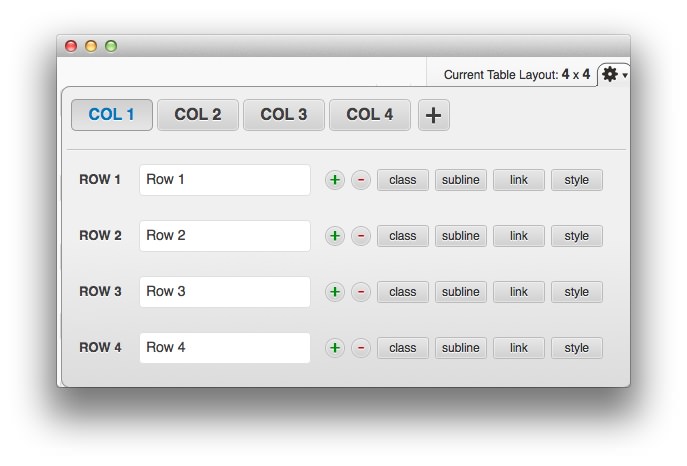 Current Table Layout: 4 x 4
COL 1 COL 2 COL 3 COL 4 +
ROW 1 Row 1 + - class subline link style
ROW 2 Row 2 + - class subline link style
ROW 3 Row 3 + - class subline link style
ROW 4 Row 4 + - class subline link style